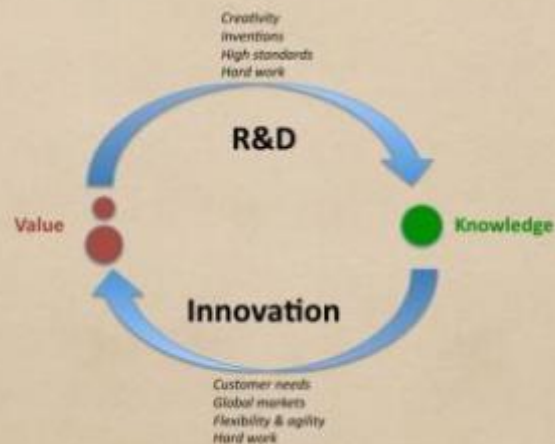 Creativity
Inventions
High standards
Hard work
R&D
Value
Knowledge
Innovation
Customer needs
Global markets
Flexibility & agility
Hard work